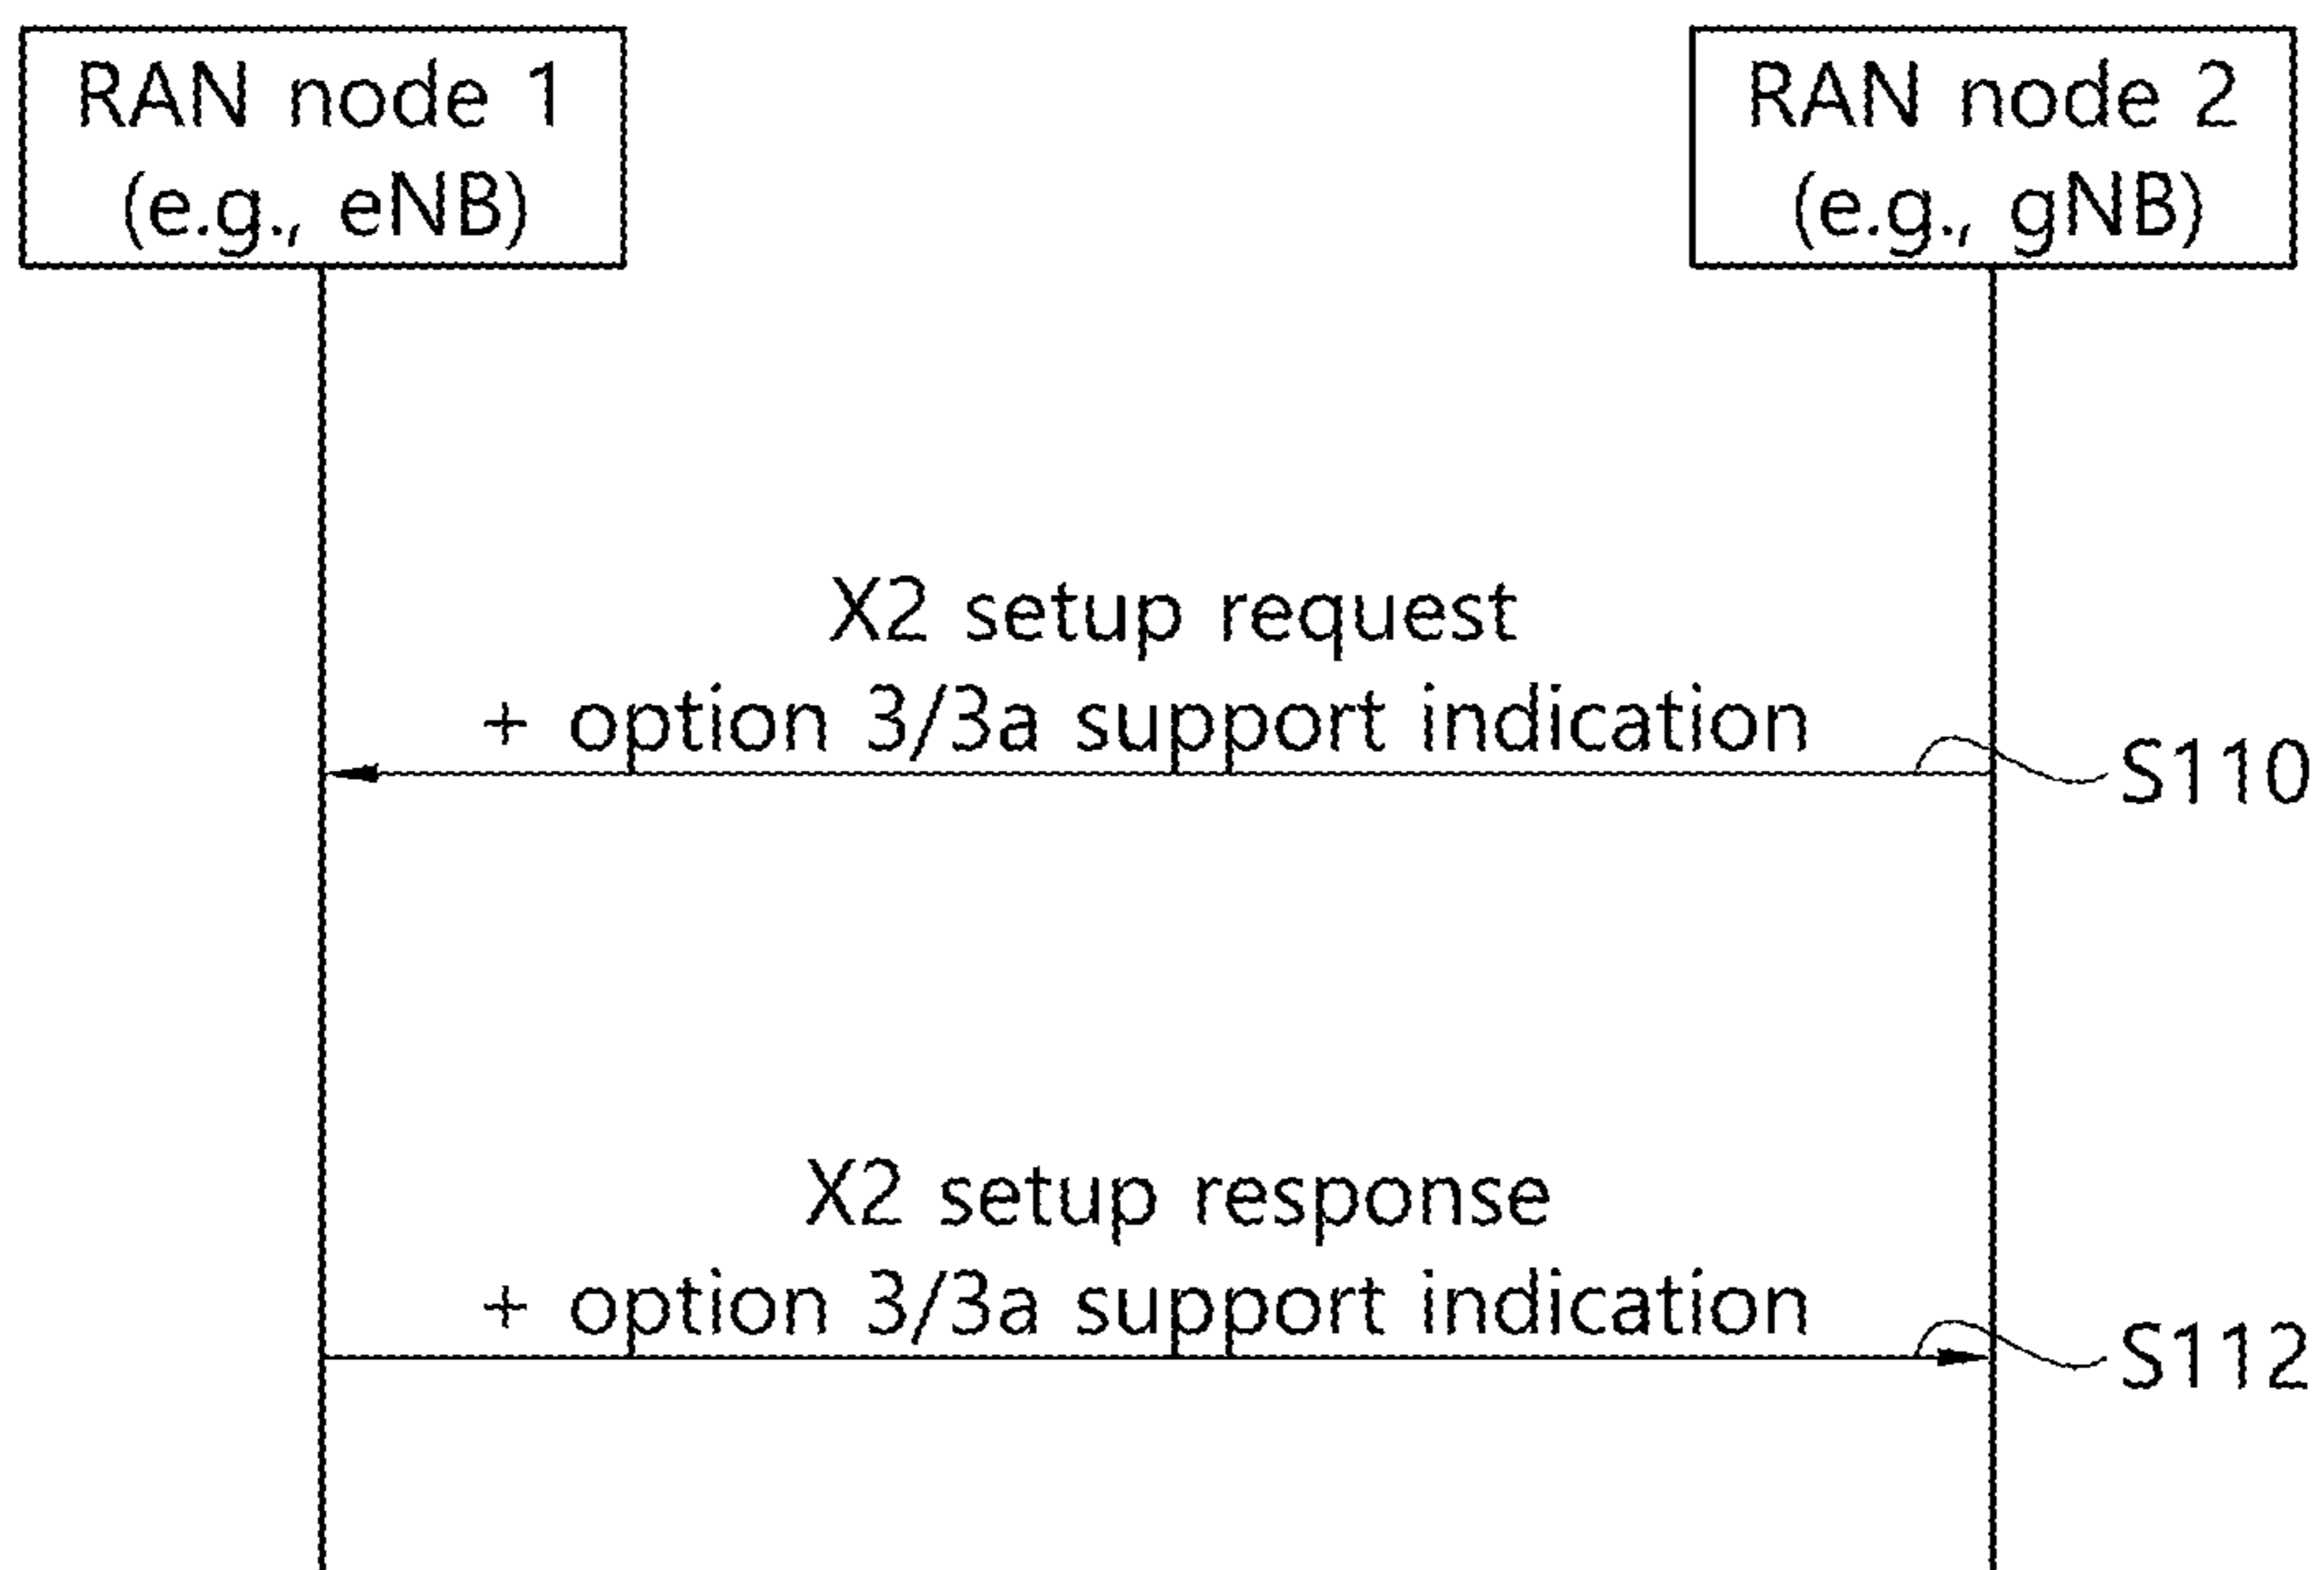 RAN node 1
(e.g., eNB)
RAN node 2
(e.g., gNB)
X2 setup request
+ option 3/3a support indication
S110
X2 setup response
+ option 3/3a support indication
S112